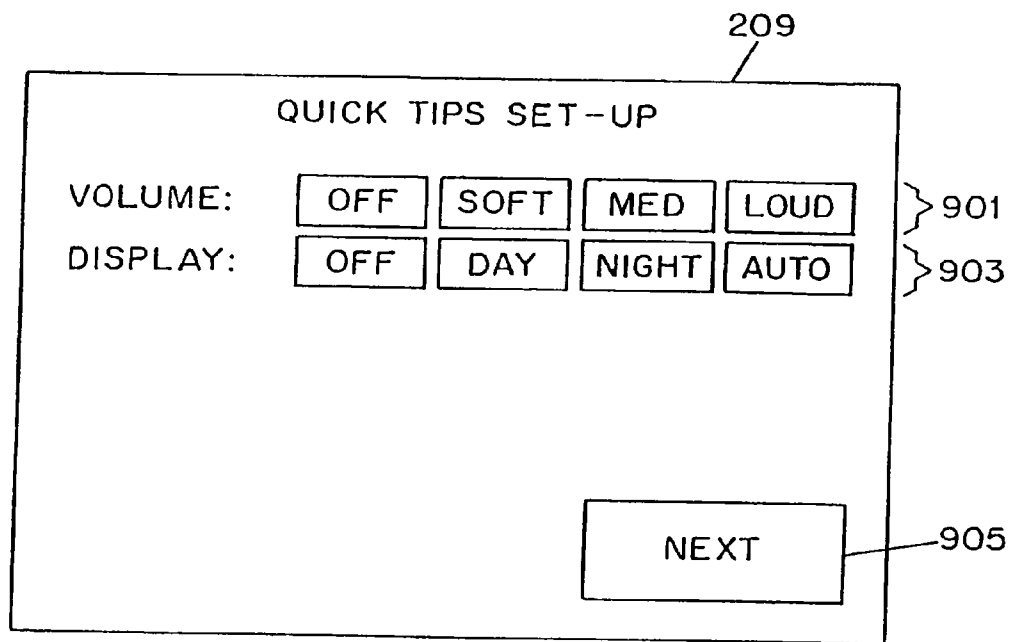 209
QUICK TIPS SET-UP
VOLUME: OFF SOFT MED LOUD 901
DISPLAY: OFF DAY NIGHT AUTO 903
NEXT 905